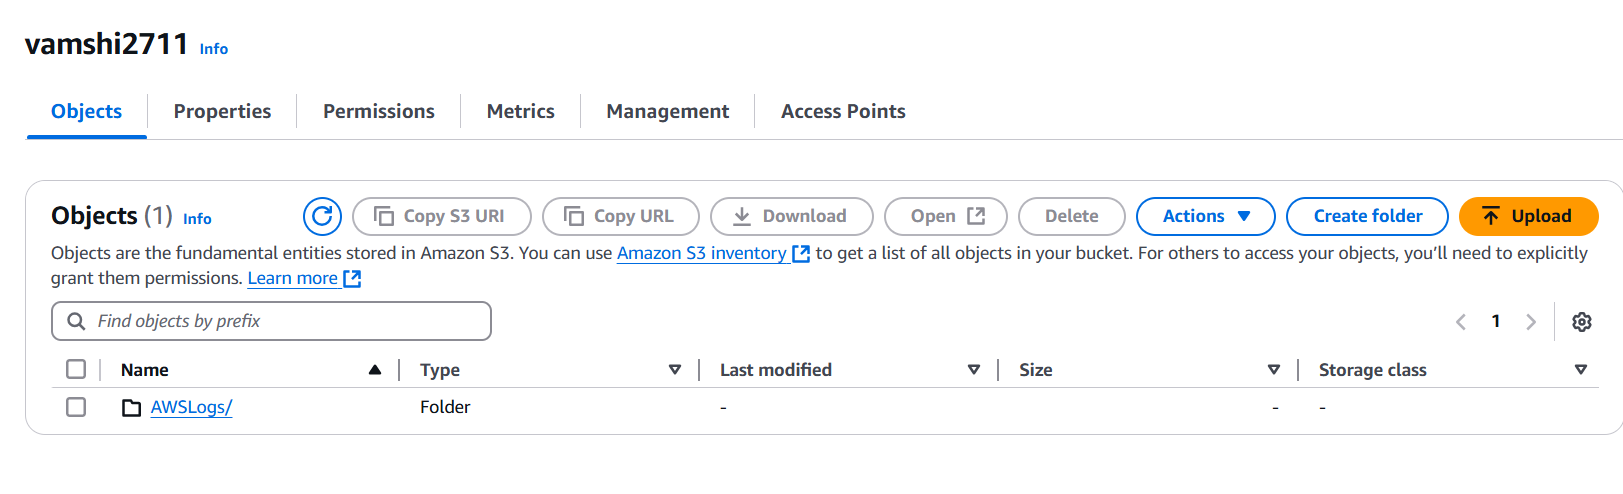 vamshi2711 Info
Objects Properties Permissions Metrics Management Access Points
Objects (1) Info Copy S3 URI Copy URL Download Open Delete Actions Create folder Upload
Objects are the fundamental entities stored in Amazon S3. You can use Amazon S3 inventory to get a list of all objects in your bucket. For others to access your objects, you’ll need to explicitly
grant them permissions. Learn more
Find objects by prefix 1
Name Type Last modified Size Storage class
AWSLogs/ Folder - - -